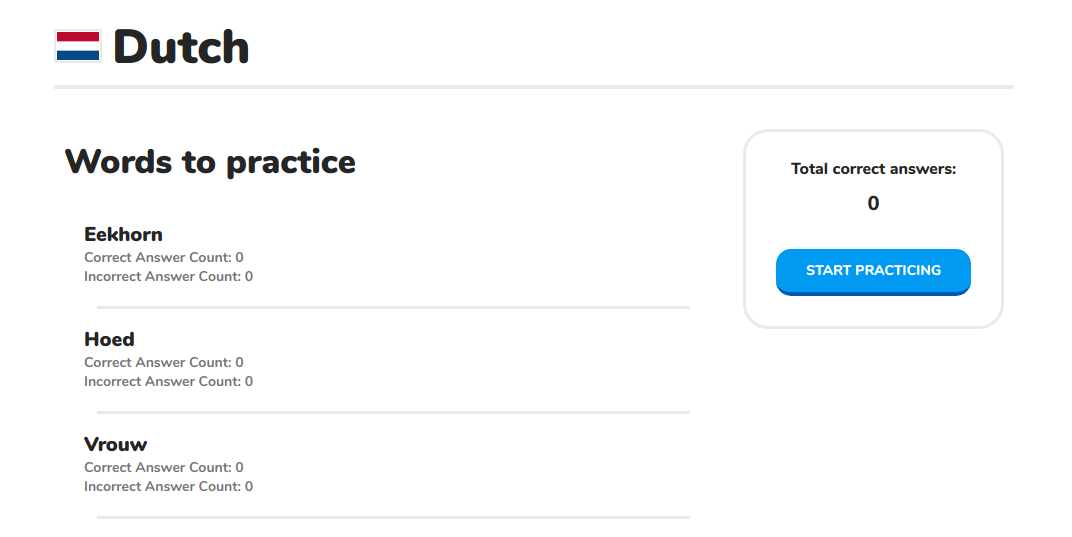 Dutch
Words to practice
Eekhorn
Correct Answer Count: 0
Incorrect Answer Count: 0
Hoed
Correct Answer Count: 0
Incorrect Answer Count: 0
Vrouw
Correct Answer Count: 0
Incorrect Answer Count: 0
Total correct answers:
0
START PRACTICING